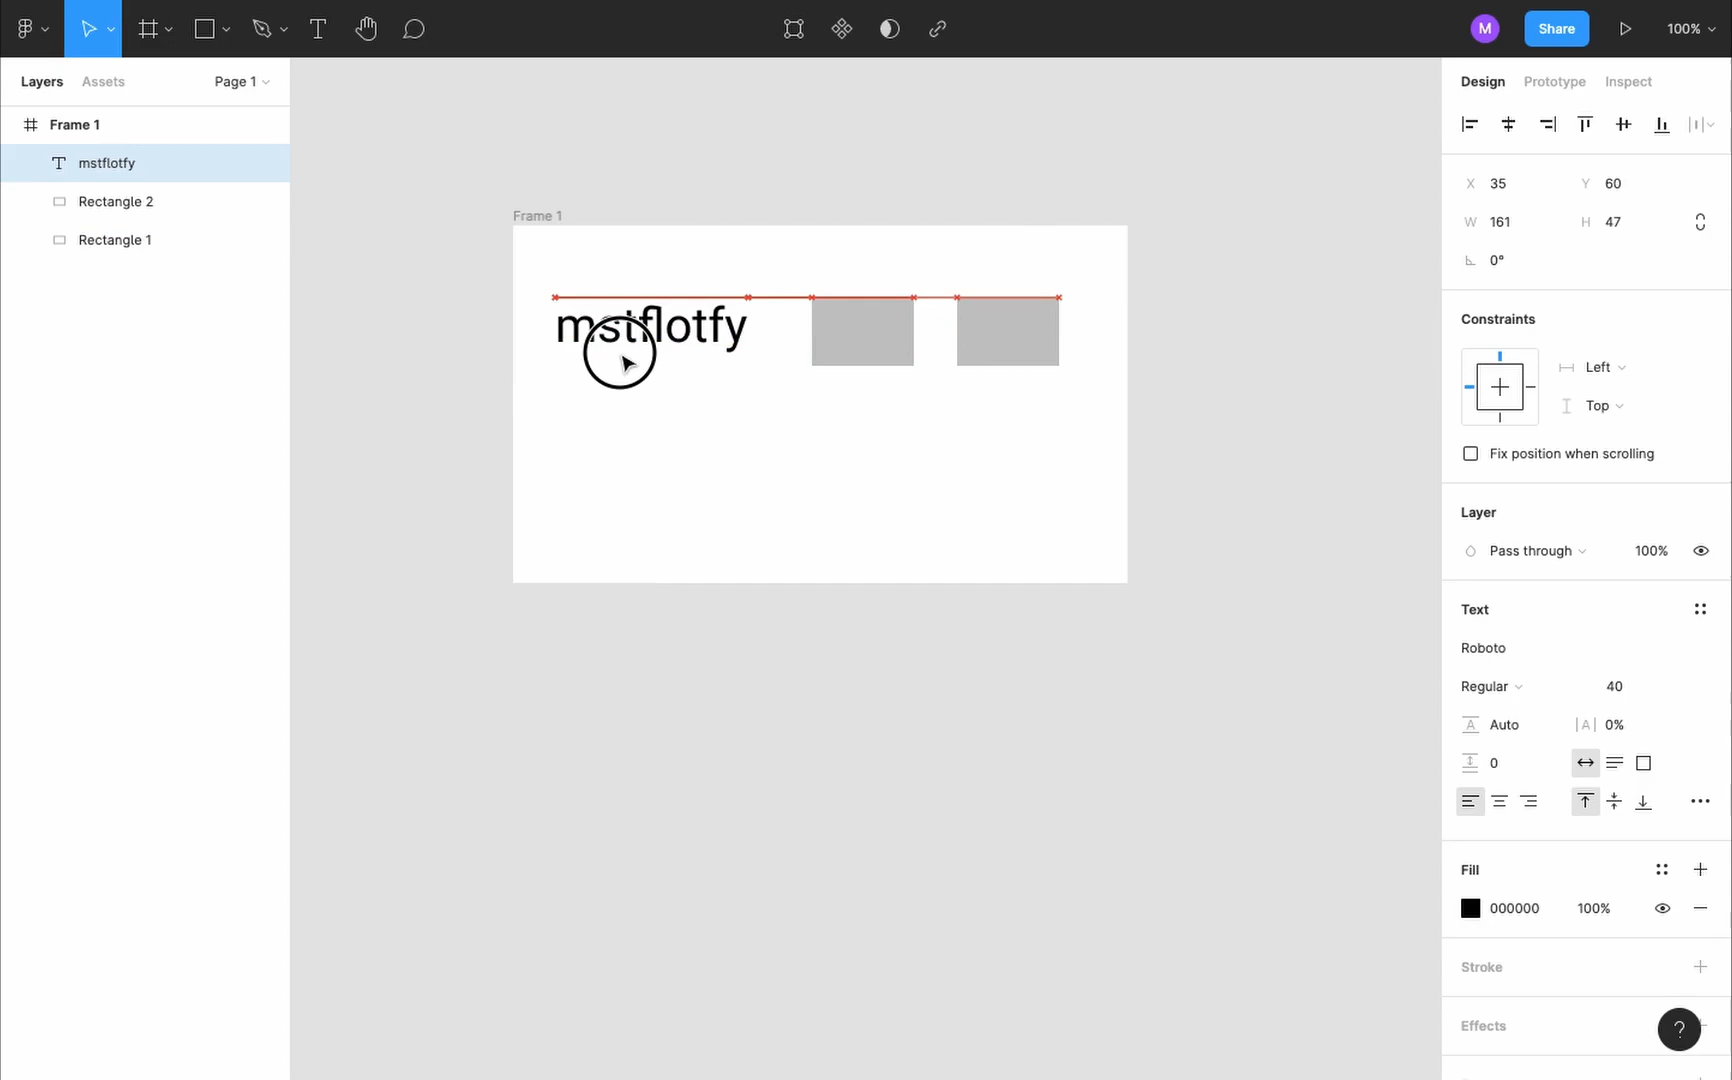 M
Share
100%
Layers
Assets
Page 1
Design
Prototype
Inspect
Frame 1
mstflotfy
Rectangle 2
Rectangle 1
Frame 1
mstflotfy
X 35
Y 60
W 161
H 47
0°
Constraints
Left
Top
Fix position when scrolling
Layer
Pass through
100%
Text
Roboto
Regular
40
A Auto
|A| 0%
0
Fill
000000
100%
Stroke
Effects
?